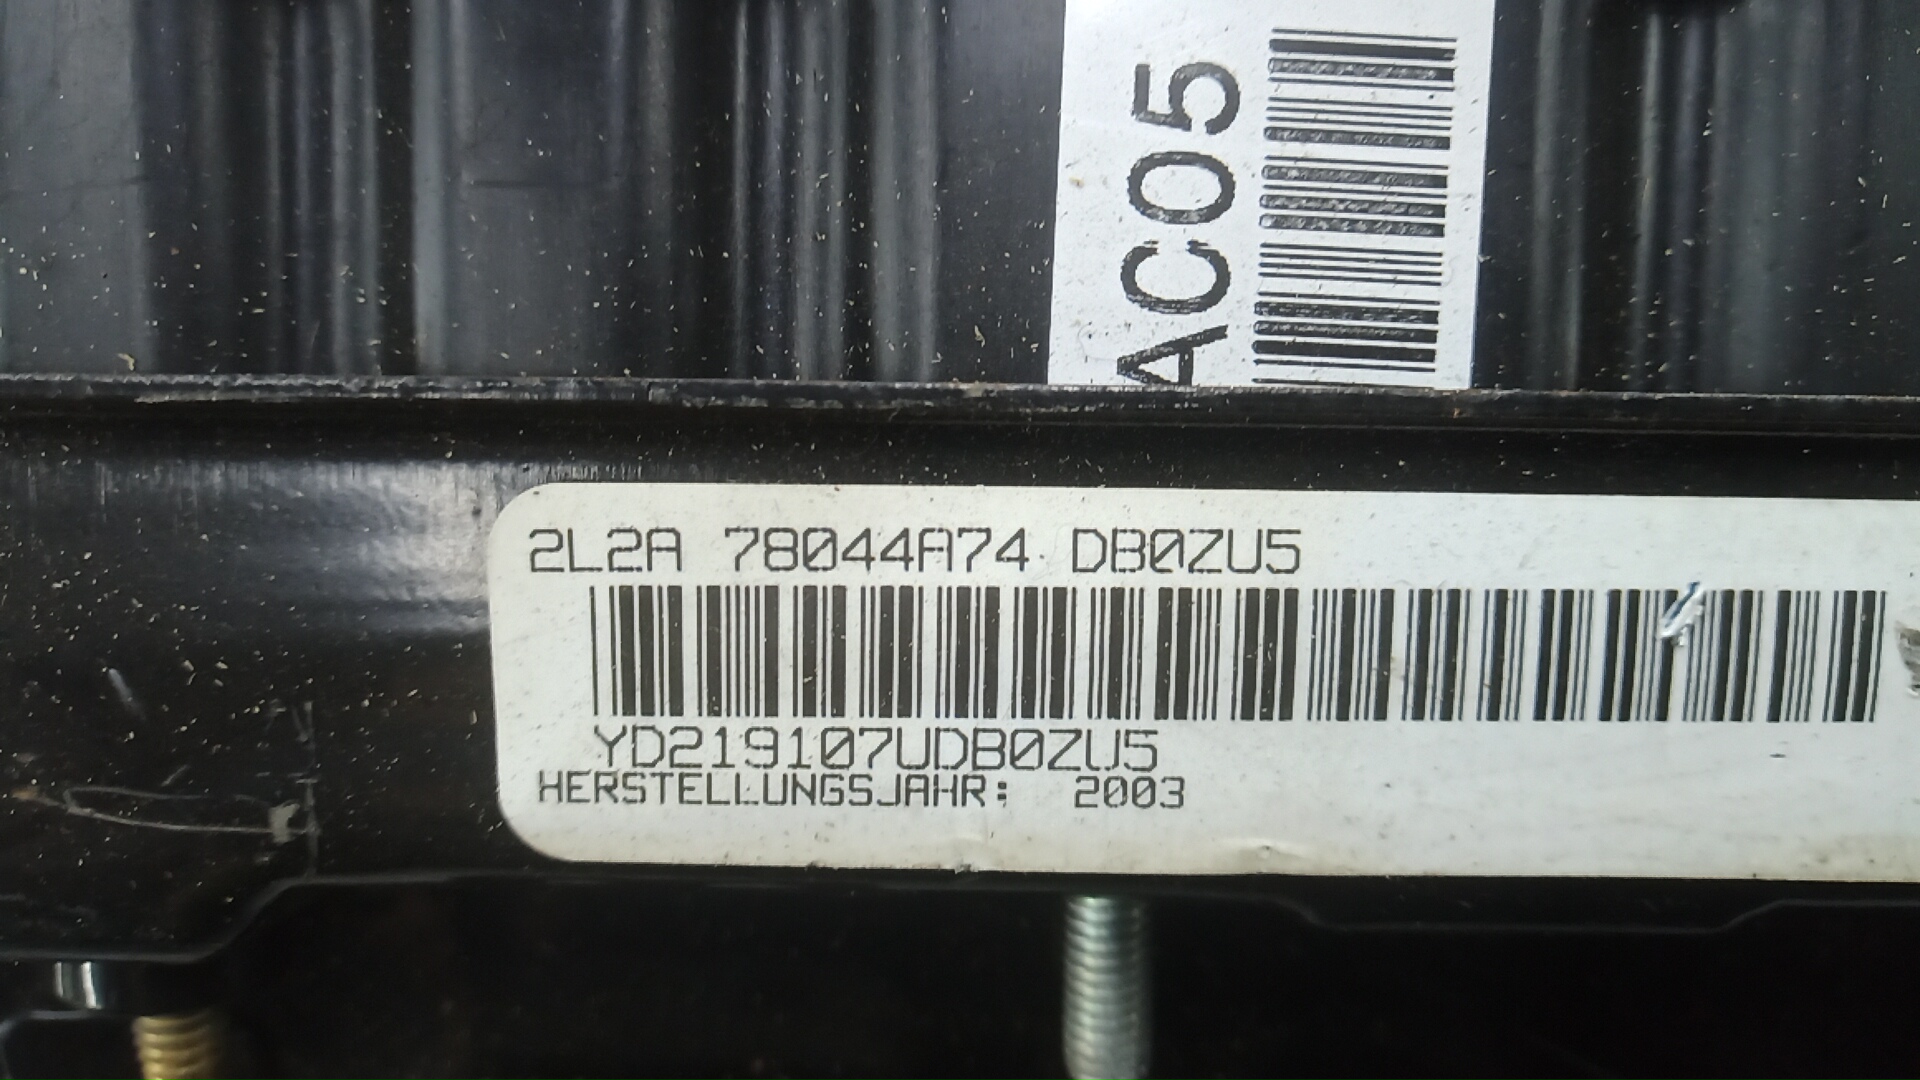 AC05
2L2A 78044A74 DB0ZU5
YD219107UDB0ZU5
HERSTELLUNGSJAHR: 2003